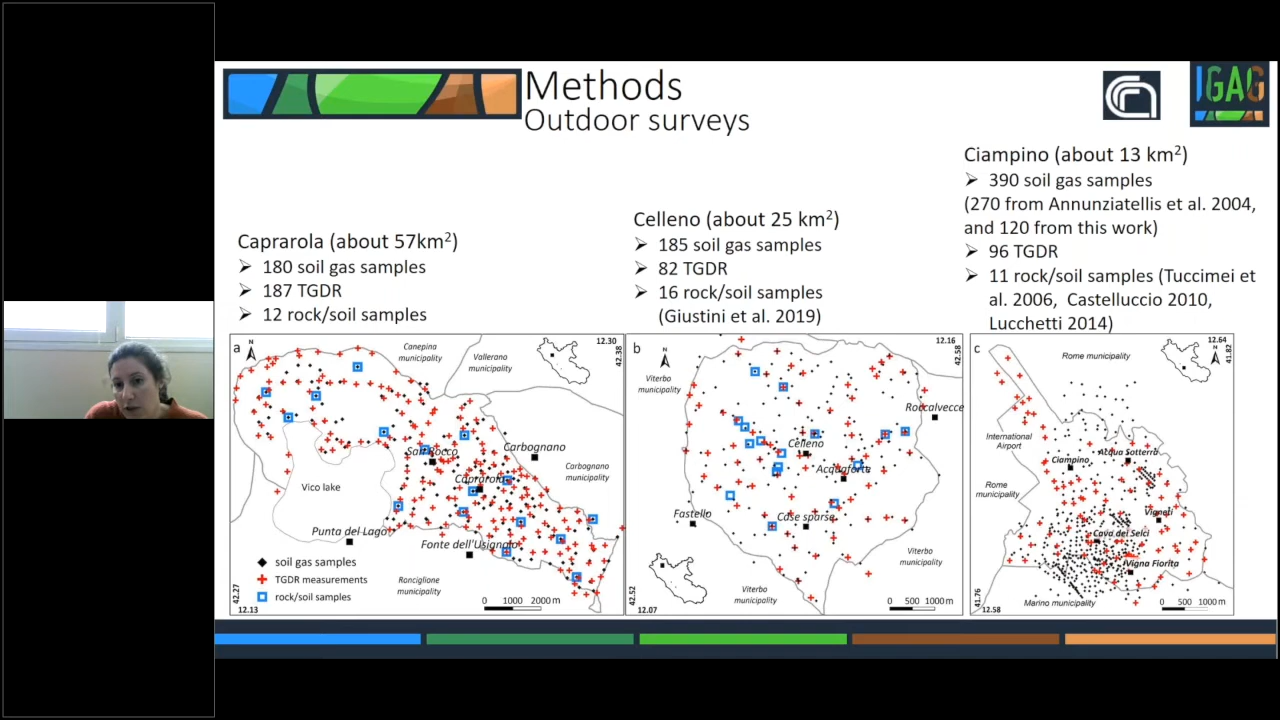 Methods
Outdoor surveys
IGAG
Caprarola (about 57km²)
➢ 180 soil gas samples
➢ 187 TGDR
➢ 12 rock/soil samples
Celleno (about 25 km²)
➢ 185 soil gas samples
➢ 82 TGDR
➢ 16 rock/soil samples
(Giustini et al. 2019)
Ciampino (about 13 km²)
➢ 390 soil gas samples
(270 from Annunziatellis et al. 2004,
and 120 from this work)
➢ 96 TGDR
➢ 11 rock/soil samples (Tuccimei et
al. 2006, Castelluccio 2010,
Lucchetti 2014)
a
N
Canepina
municipality
Vallerano
municipality
12.30
42.38
San Rocco
Carbognano
Caprarola
Carbognano
municipality
Vico lake
Punta del Lago
Fonte dell'Usignolo
soil gas samples
TGDR measurements
rock/soil samples
Ronciglione
municipality
42.27
12.13
0 1000 2000 m
b
N
12.16
42.58
Viterbo
municipality
Roccalvecce
Celleno
Acquaforte
Fastello
Case sparse
Viterbo
municipality
Viterbo
municipality
42.52
12.07
0 500 1000 m
c
12.64
41.82
N
Rome municipality
International
Airport
Ciampino
Acqua Sotterra
Rome
municipality
Vigneti
Cava dei Selci
Vigna Fiorita
Marino municipality
41.76
12.58
0 500 1000 m